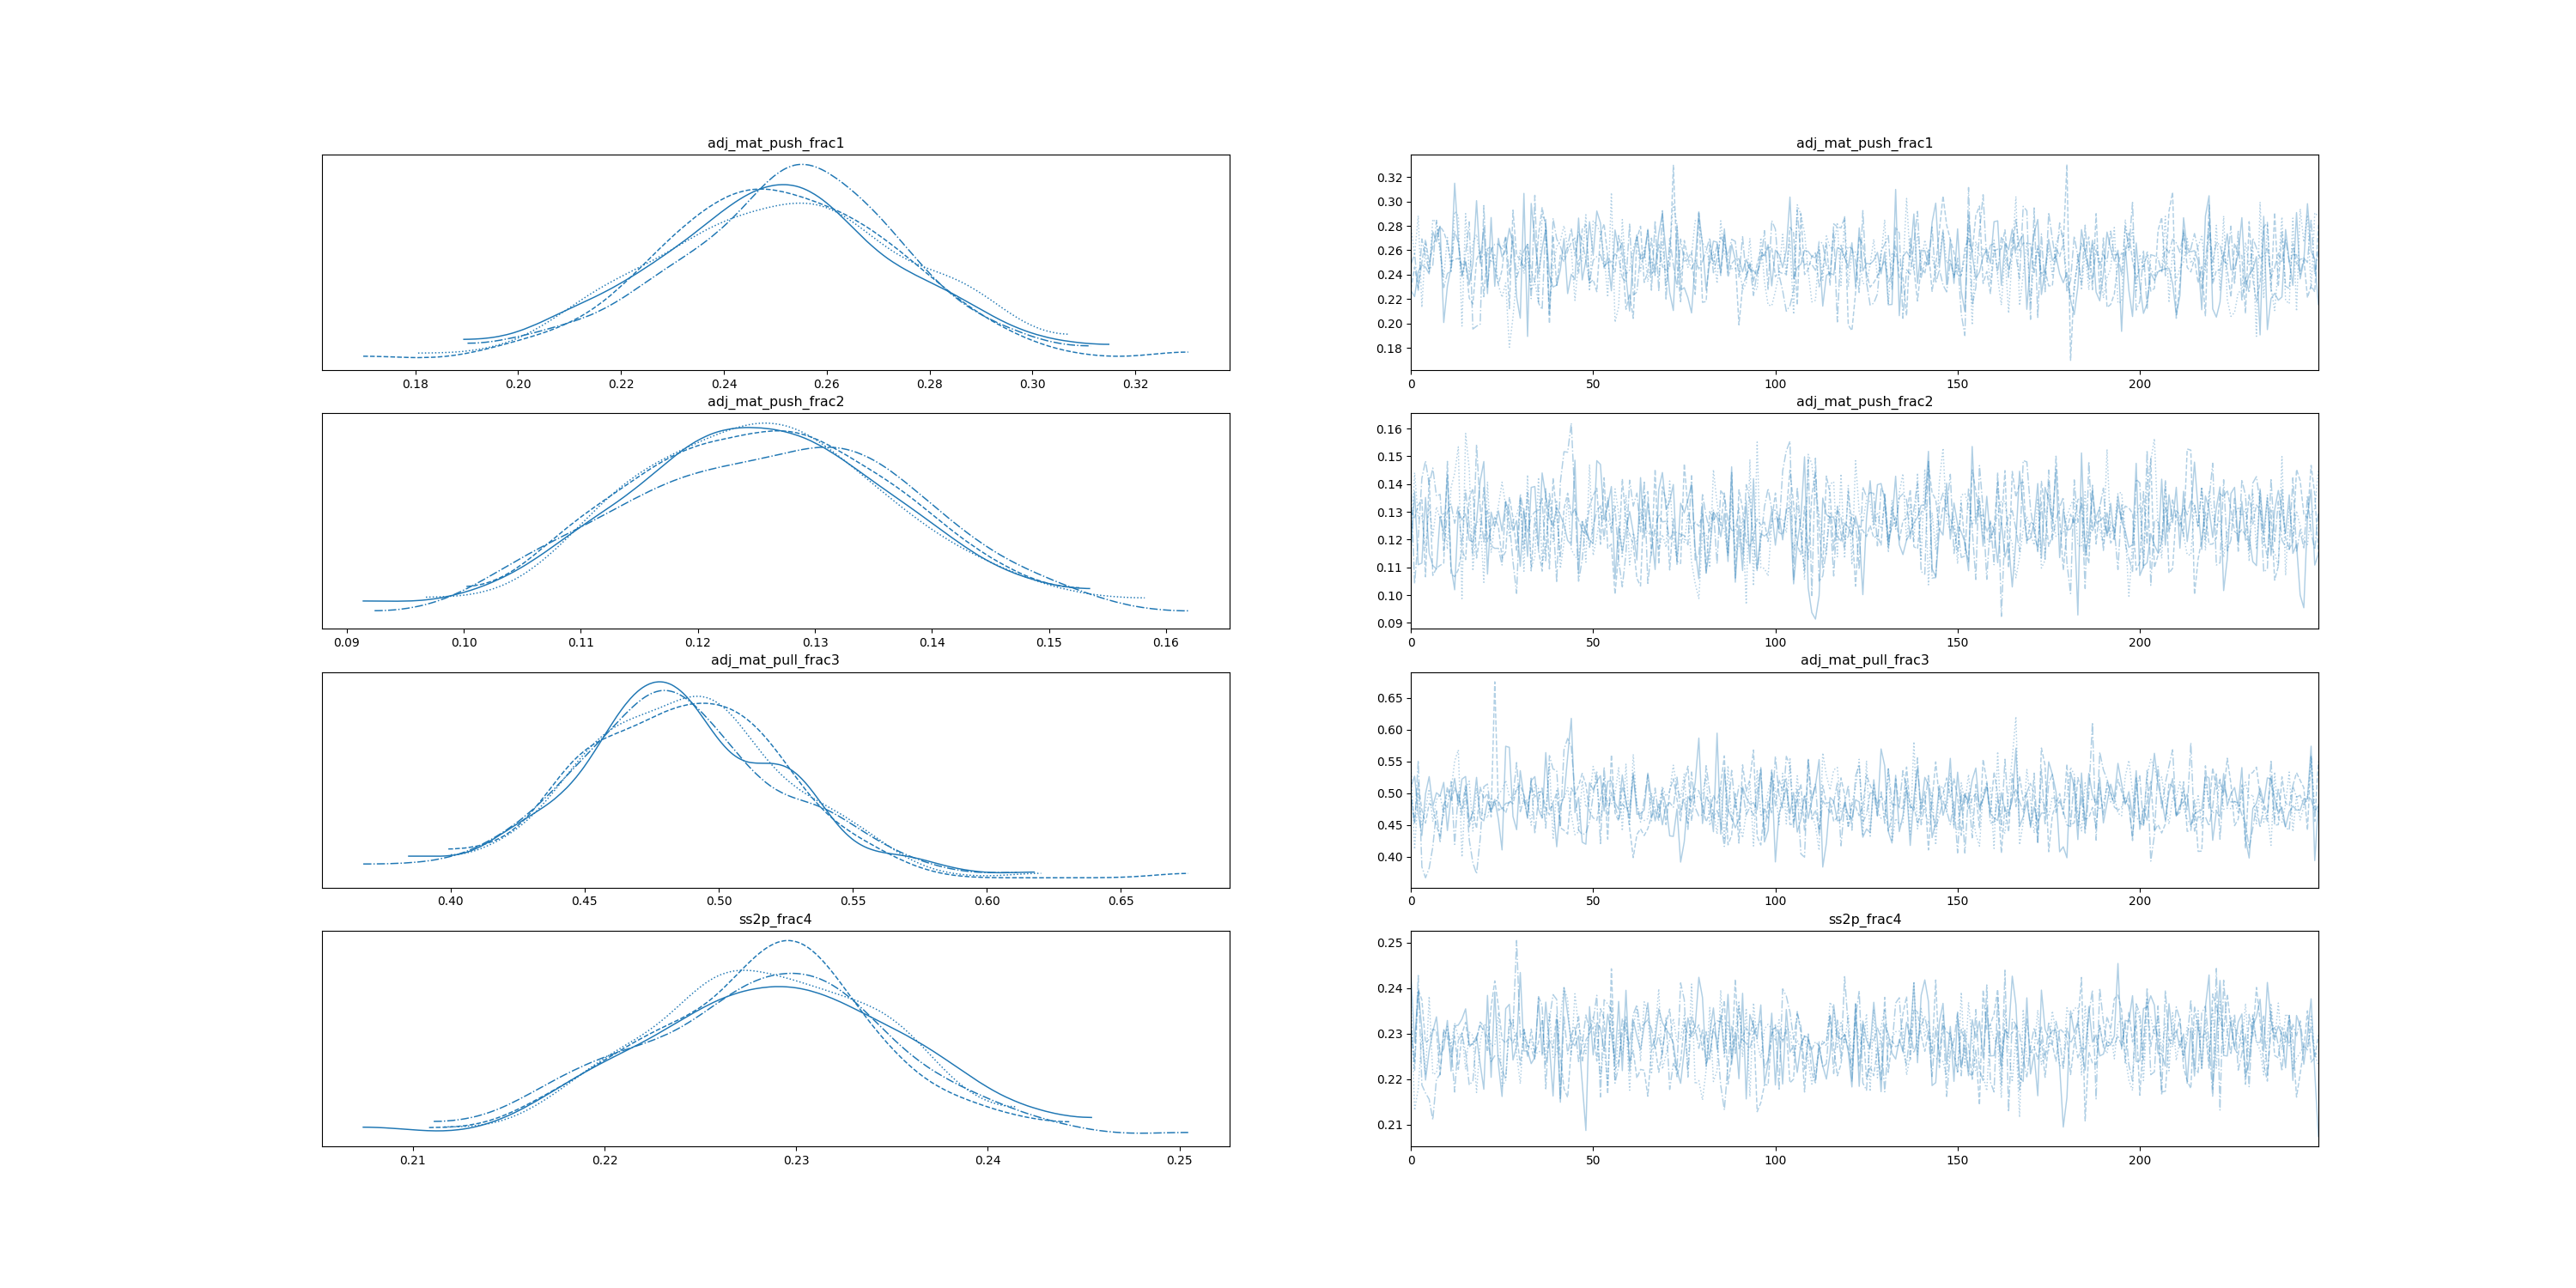 adj_mat_push_frac1
0.18 0.20 0.22 0.24 0.26 0.28 0.30 0.32
adj_mat_push_frac1
0.32
0.30
0.28
0.26
0.24
0.22
0.20
0.18
0 50 100 150 200
adj_mat_push_frac2
0.09 0.10 0.11 0.12 0.13 0.14 0.15 0.16
adj_mat_push_frac2
0.16
0.15
0.14
0.13
0.12
0.11
0.10
0.09
0 50 100 150 200
adj_mat_pull_frac3
0.40 0.45 0.50 0.55 0.60 0.65
adj_mat_pull_frac3
0.65
0.60
0.55
0.50
0.45
0.40
0 50 100 150 200
ss2p_frac4
0.21 0.22 0.23 0.24 0.25
ss2p_frac4
0.25
0.24
0.23
0.22
0.21
0 50 100 150 200